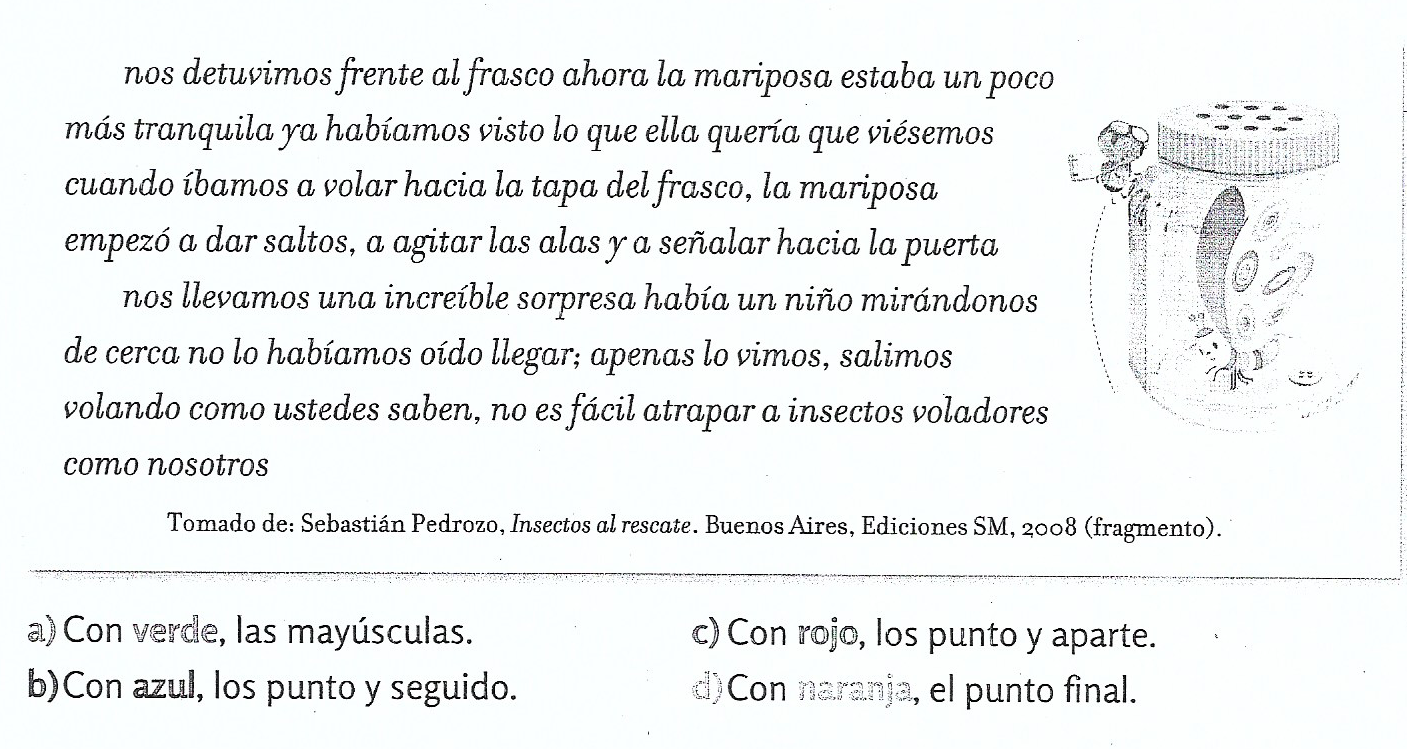 nos detuvimos frente al frasco ahora la mariposa estaba un poco
más tranquila ya habíamos visto lo que ella quería que viésemos
cuando íbamos a volar hacia la tapa del frasco, la mariposa
empezó a dar saltos, a agitar las alas y a señalar hacia la puerta
nos llevamos una increíble sorpresa había un niño mirándonos
de cerca no lo habíamos oído llegar; apenas lo vimos, salimos
volando como ustedes saben, no es fácil atrapar a insectos voladores
como nosotros
Tomado de: Sebastián Pedrozo, Insectos al rescate. Buenos Aires, Ediciones SM, 2008 (fragmento).
a) Con verde, las mayúsculas.
b) Con azul, los punto y seguido.
c) Con rojo, los punto y aparte.
d) Con naranja, el punto final.